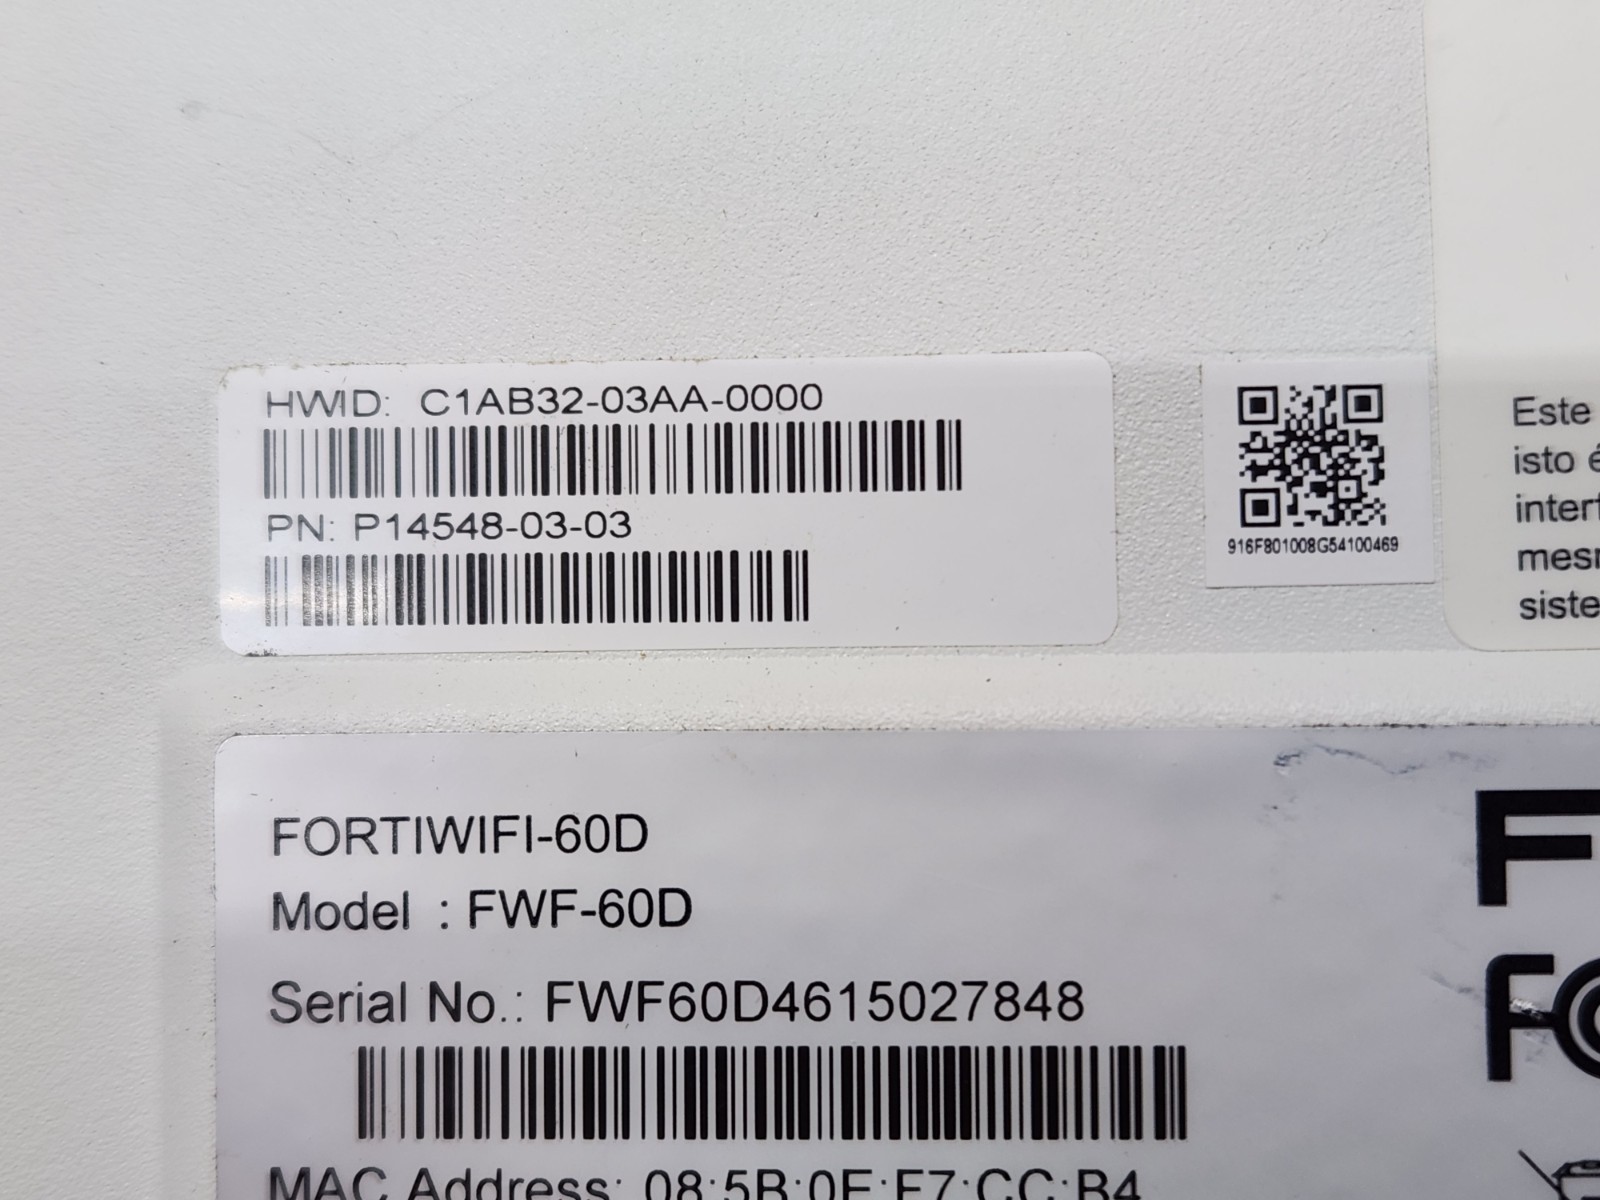 HWID: C1AB32-03AA-0000
PN: P14548-03-03
916F801008G54100469
Este
isto é
interf
mesm
siste
FORTIWIFI-60D
Model : FWF-60D
Serial No.: FWF60D4615027848
MAC Address: 08:5B:0E:F7:CC:B4